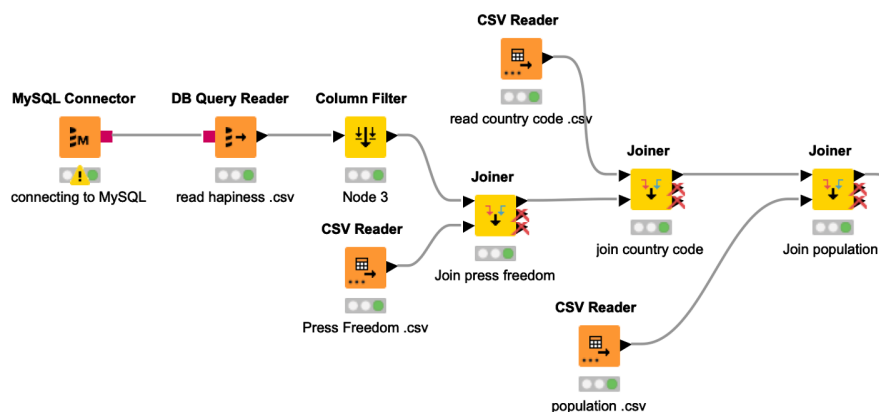 CSV Reader
read country code .csv
MySQL Connector
M
connecting to MySQL
DB Query Reader
read hapiness .csv
Column Filter
Node 3
Joiner
Join press freedom
CSV Reader
Press Freedom .csv
Joiner
join country code
Joiner
Join population
CSV Reader
population .csv